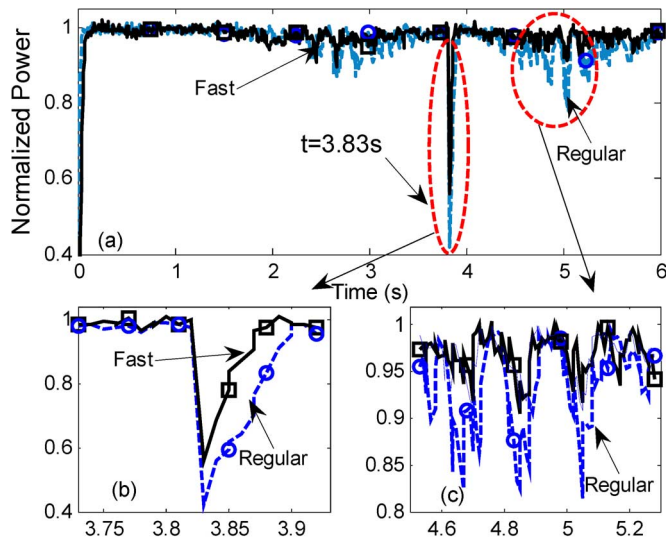 Normalized Power
1
0.8
0.6
0.4
Fast
t=3.83s
Regular
(a)
0 1 2 3 4 5 6
Time (s)
1
0.8
0.6
0.4
Fast
Regular
(b)
3.75 3.8 3.85 3.9
1
0.95
0.9
0.85
0.8
(c)
Regular
4.6 4.8 5 5.2